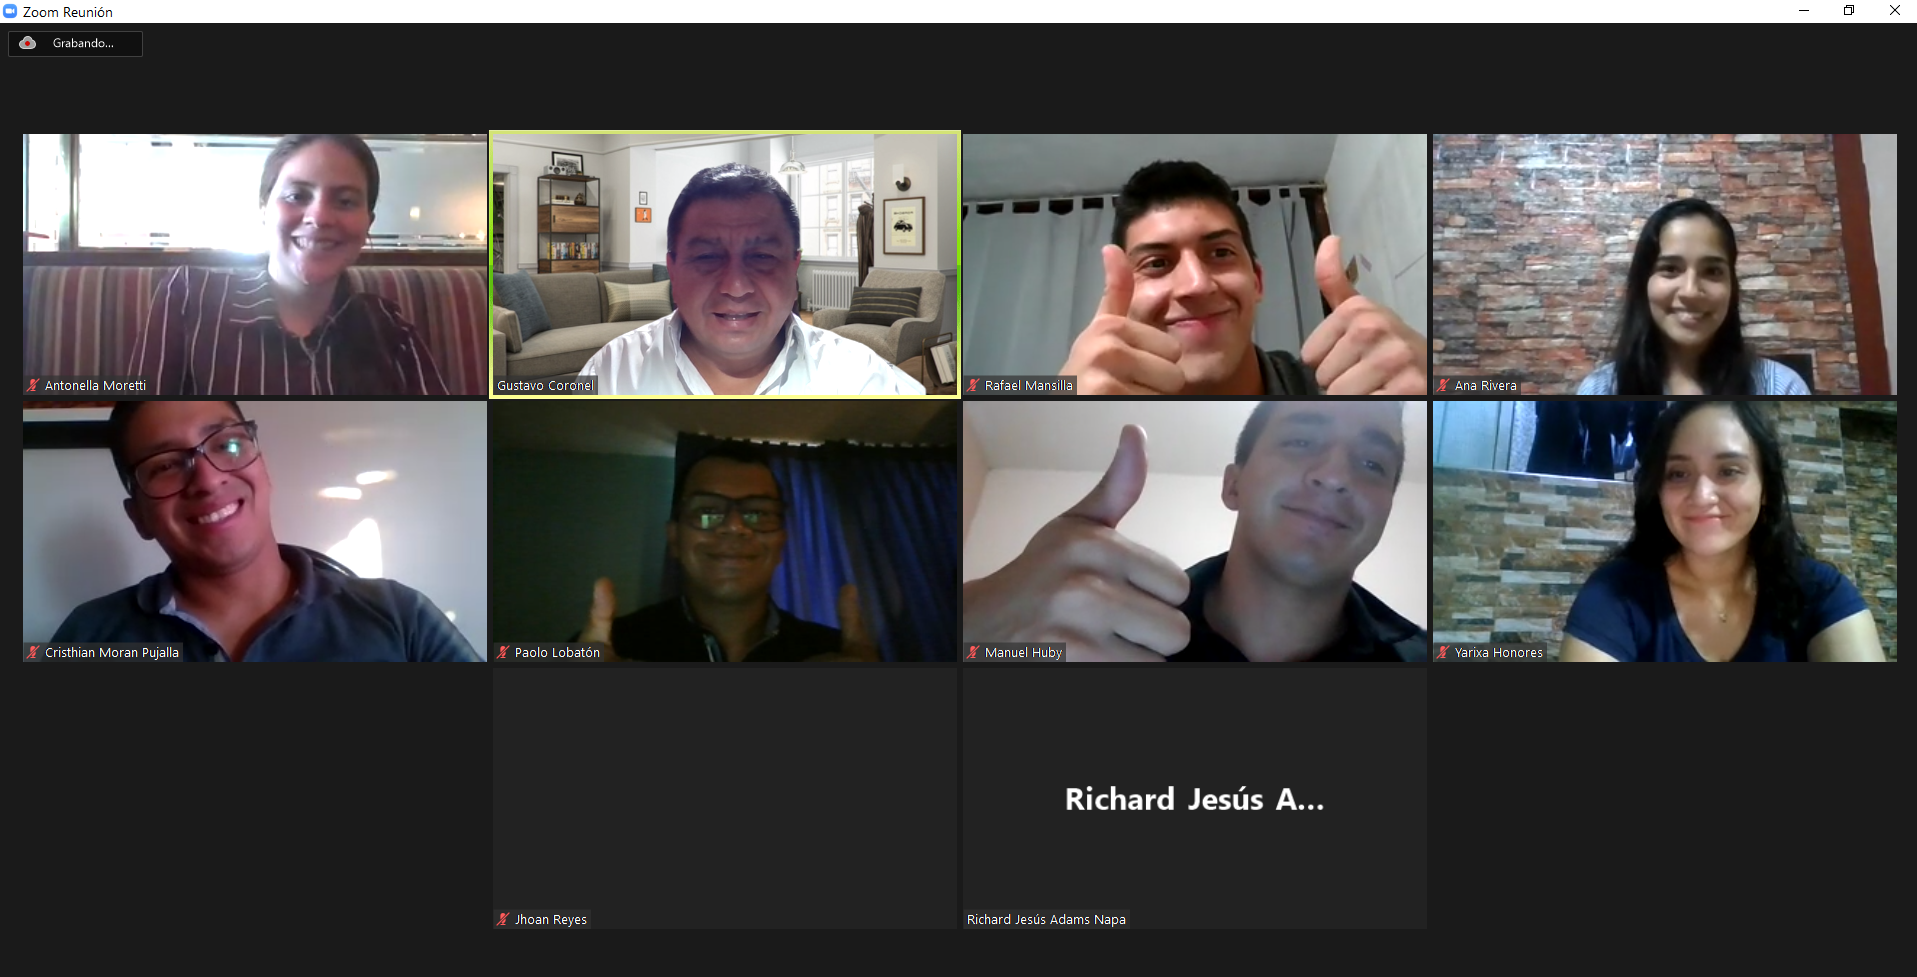 Zoom Reunión
Grabando...
Antonella Moretti
Gustavo Coronel
Rafael Mansilla
Ana Rivera
Cristhian Moran Pujalla
Paolo Lobatón
Manuel Huby
Yarixa Honores
Richard Jesús A...
Jhoan Reyes
Richard Jesús Adams Napa